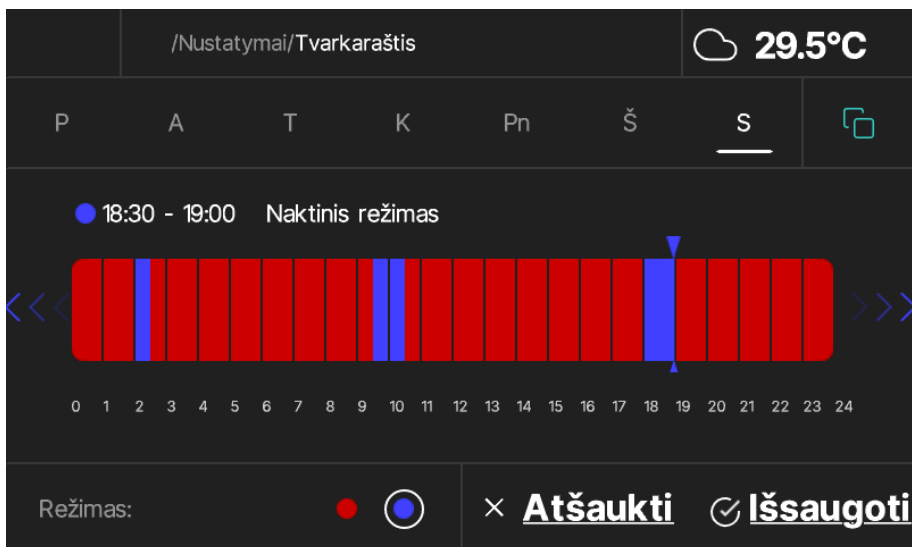 /Nustatymai/Tvarkaraštis
29.5°C
P A T K Pn Š S
18:30 - 19:00 Naktinis režimas
0 1 2 3 4 5 6 7 8 9 10 11 12 13 14 15 16 17 18 19 20 21 22 23 24
Režimas:
Atšaukti Išsaugoti